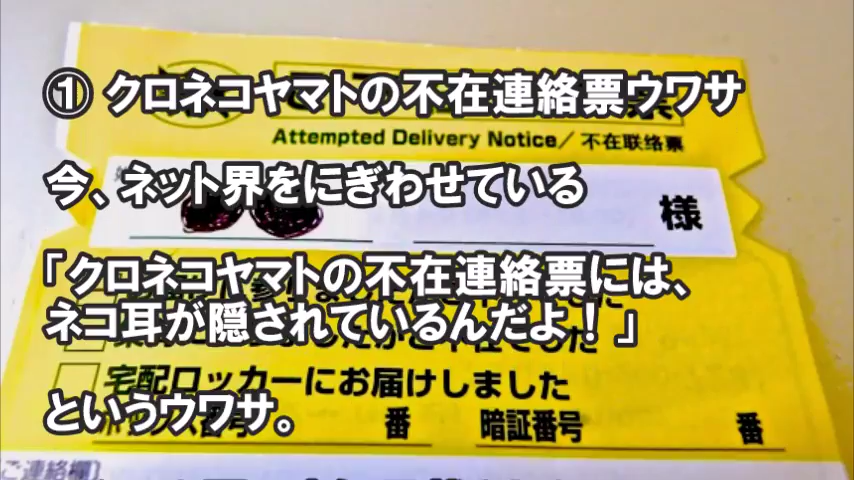 ① クロネコヤマトの不在連絡票ウワサ
Attempted Delivery Notice／不在联络票
今、ネット界をにぎわせている
様
「クロネコヤマトの不在連絡票には、
ネコ耳が隠されているんだよ！」
宅配ロッカーにお届けしました
というウワサ。
番 暗証番号 番
ご連絡欄